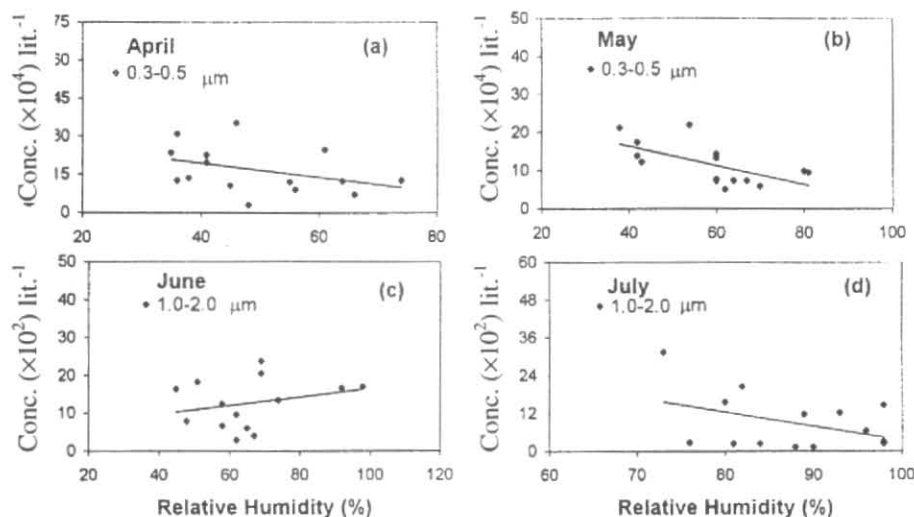 April
(a)
0.3-0.5 μm
Conc. (×10⁴) lit.⁻¹
75
60
45
30
15
0
20
40
60
80
May
(b)
0.3-0.5 μm
Conc. (×10⁴) lit.⁻¹
50
40
30
20
10
0
20
40
60
80
100
June
(c)
1.0-2.0 μm
Conc. (×10²) lit.⁻¹
50
40
30
20
10
0
20
40
60
80
100
120
Relative Humidity (%)
July
(d)
1.0-2.0 μm
Conc. (×10²) lit.⁻¹
60
48
36
24
12
0
60
70
80
90
100
Relative Humidity (%)